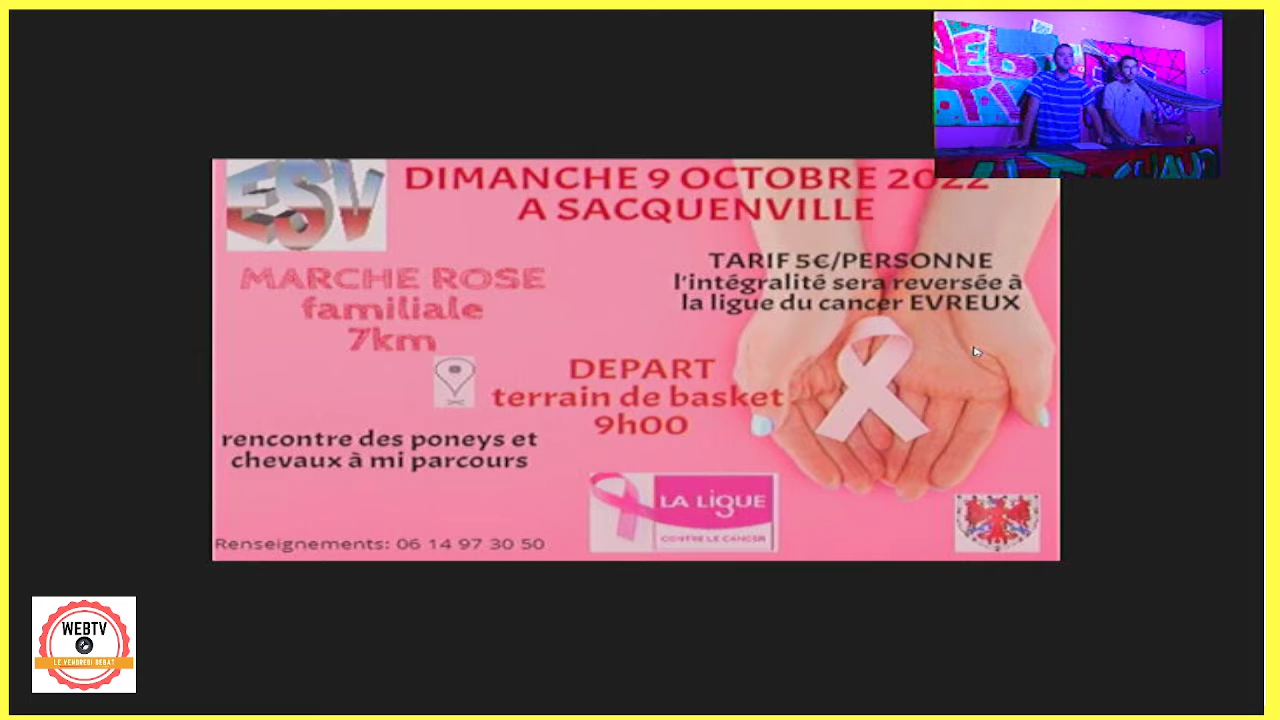 ESV
DIMANCHE 9 OCTOBRE 2022
A SACQUENVILLE
MARCHE ROSE
familiale
7km
TARIF 5€/PERSONNE
l'intégralité sera reversée à
la ligue du cancer EVREUX
DEPART
terrain de basket
9h00
rencontre des poneys et
chevaux à mi parcours
LA LiGUE
CONTRE LE CANCER
Renseignements: 06 14 97 30 50
WEBTV
LE VENDREDI DEBAT